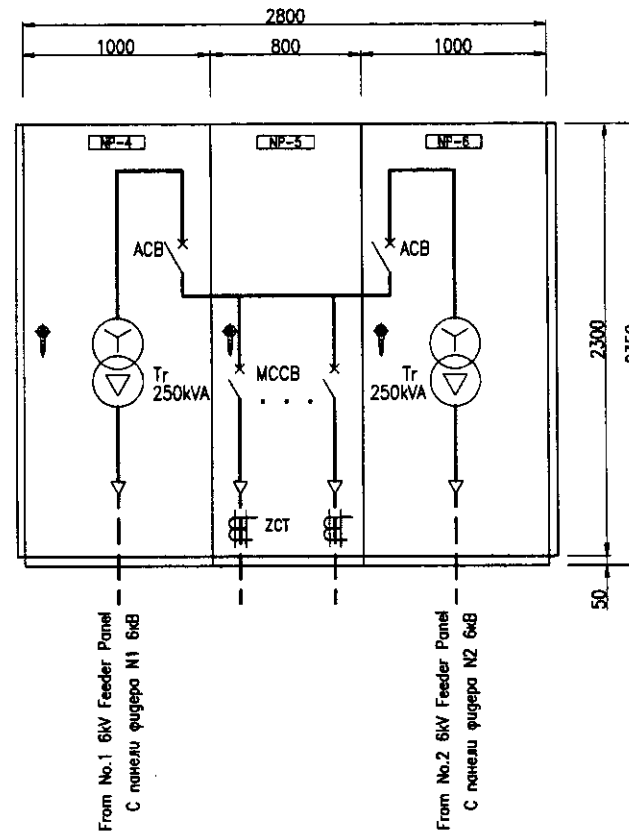 2800
1000
800
1000
NP-4
NP-5
NP-6
ACB
ACB
2300
Tr
250kVA
MCCB
. . . .
Tr
250kVA
ZCT
50
From No.1 6kV Feeder Panel
С панели фидера N1 6кВ
From No.2 6kV Feeder Panel
С панели фидера N2 6кВ